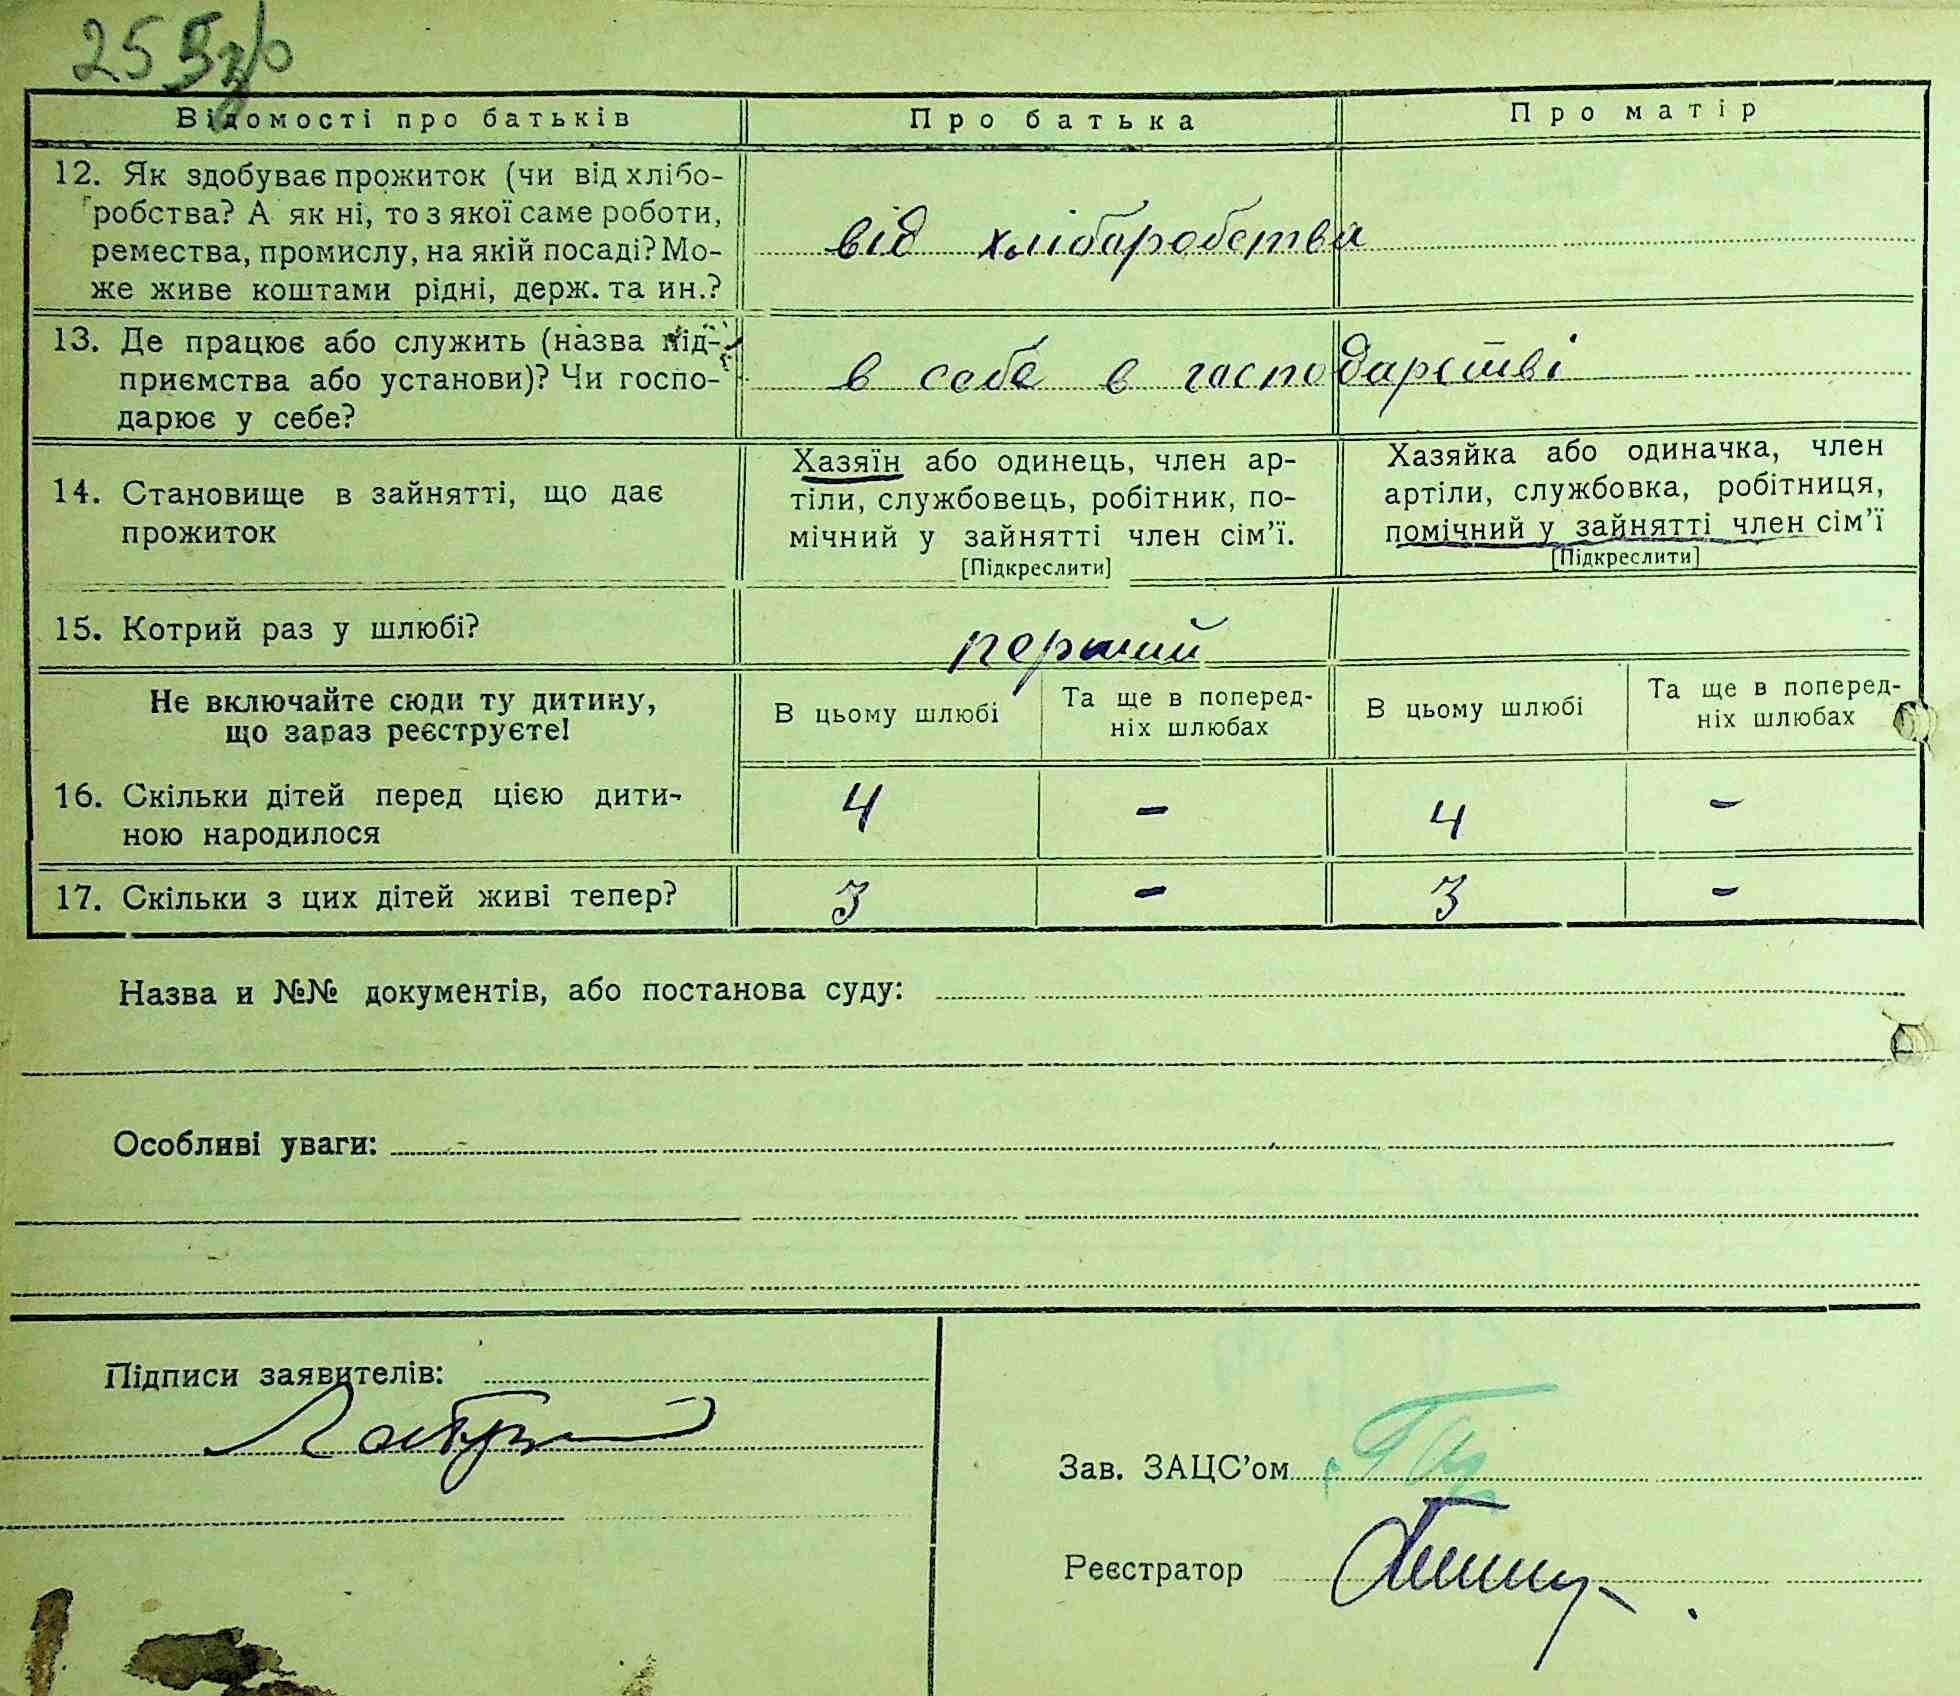 255
Відомості про батьків
Про батька
Про матір
12. Як здобуває прожиток (чи від хлібо-
робства? А як ні, то з якої саме роботи,
ремества, промислу, на якій посаді? Мо-
же живе коштами рідні, держ. та ин.?
від хліборобства
13. Де працює або служить (назва під-
приємства або установи)? Чи госпо-
дарює у себе?
в себе в господарстві
14. Становище в зайнятті, що дає
прожиток
Хазяїн або одинець, член ар-
тіли, службовець, робітник, по-
мічний у зайнятті член сім’ї.
[Підкреслити]
Хазяйка або одиначка, член
артіли, службовка, робітниця,
помічний у зайнятті член сім’ї
[Підкреслити]
15. Котрий раз у шлюбі?
перший
Не включайте сюди ту дитину,
що зараз реєструєте!
В цьому шлюбі
Та ще в поперед-
ніх шлюбах
В цьому шлюбі
Та ще в поперед-
ніх шлюбах
16. Скільки дітей перед цією дити-
ною народилося
4 - 4 -
17. Скільки з цих дітей живі тепер?
3 - 3 -
Назва и №№ документів, або постанова суду:
Особливі уваги:
Підписи заявителів:
Зав. ЗАЦС’ом
Реєстратор